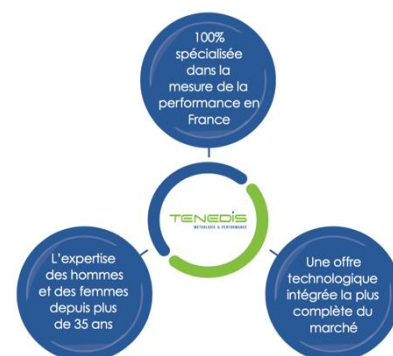 100%
spécialisée
dans la
mesure de la
performance en
France
TENEDIS
MÉTROLOGIE & PERFORMANCE
L'expertise
des hommes
et des femmes
depuis plus
de 35 ans
Une offre
technologique
intégrée la plus
complète du
marché